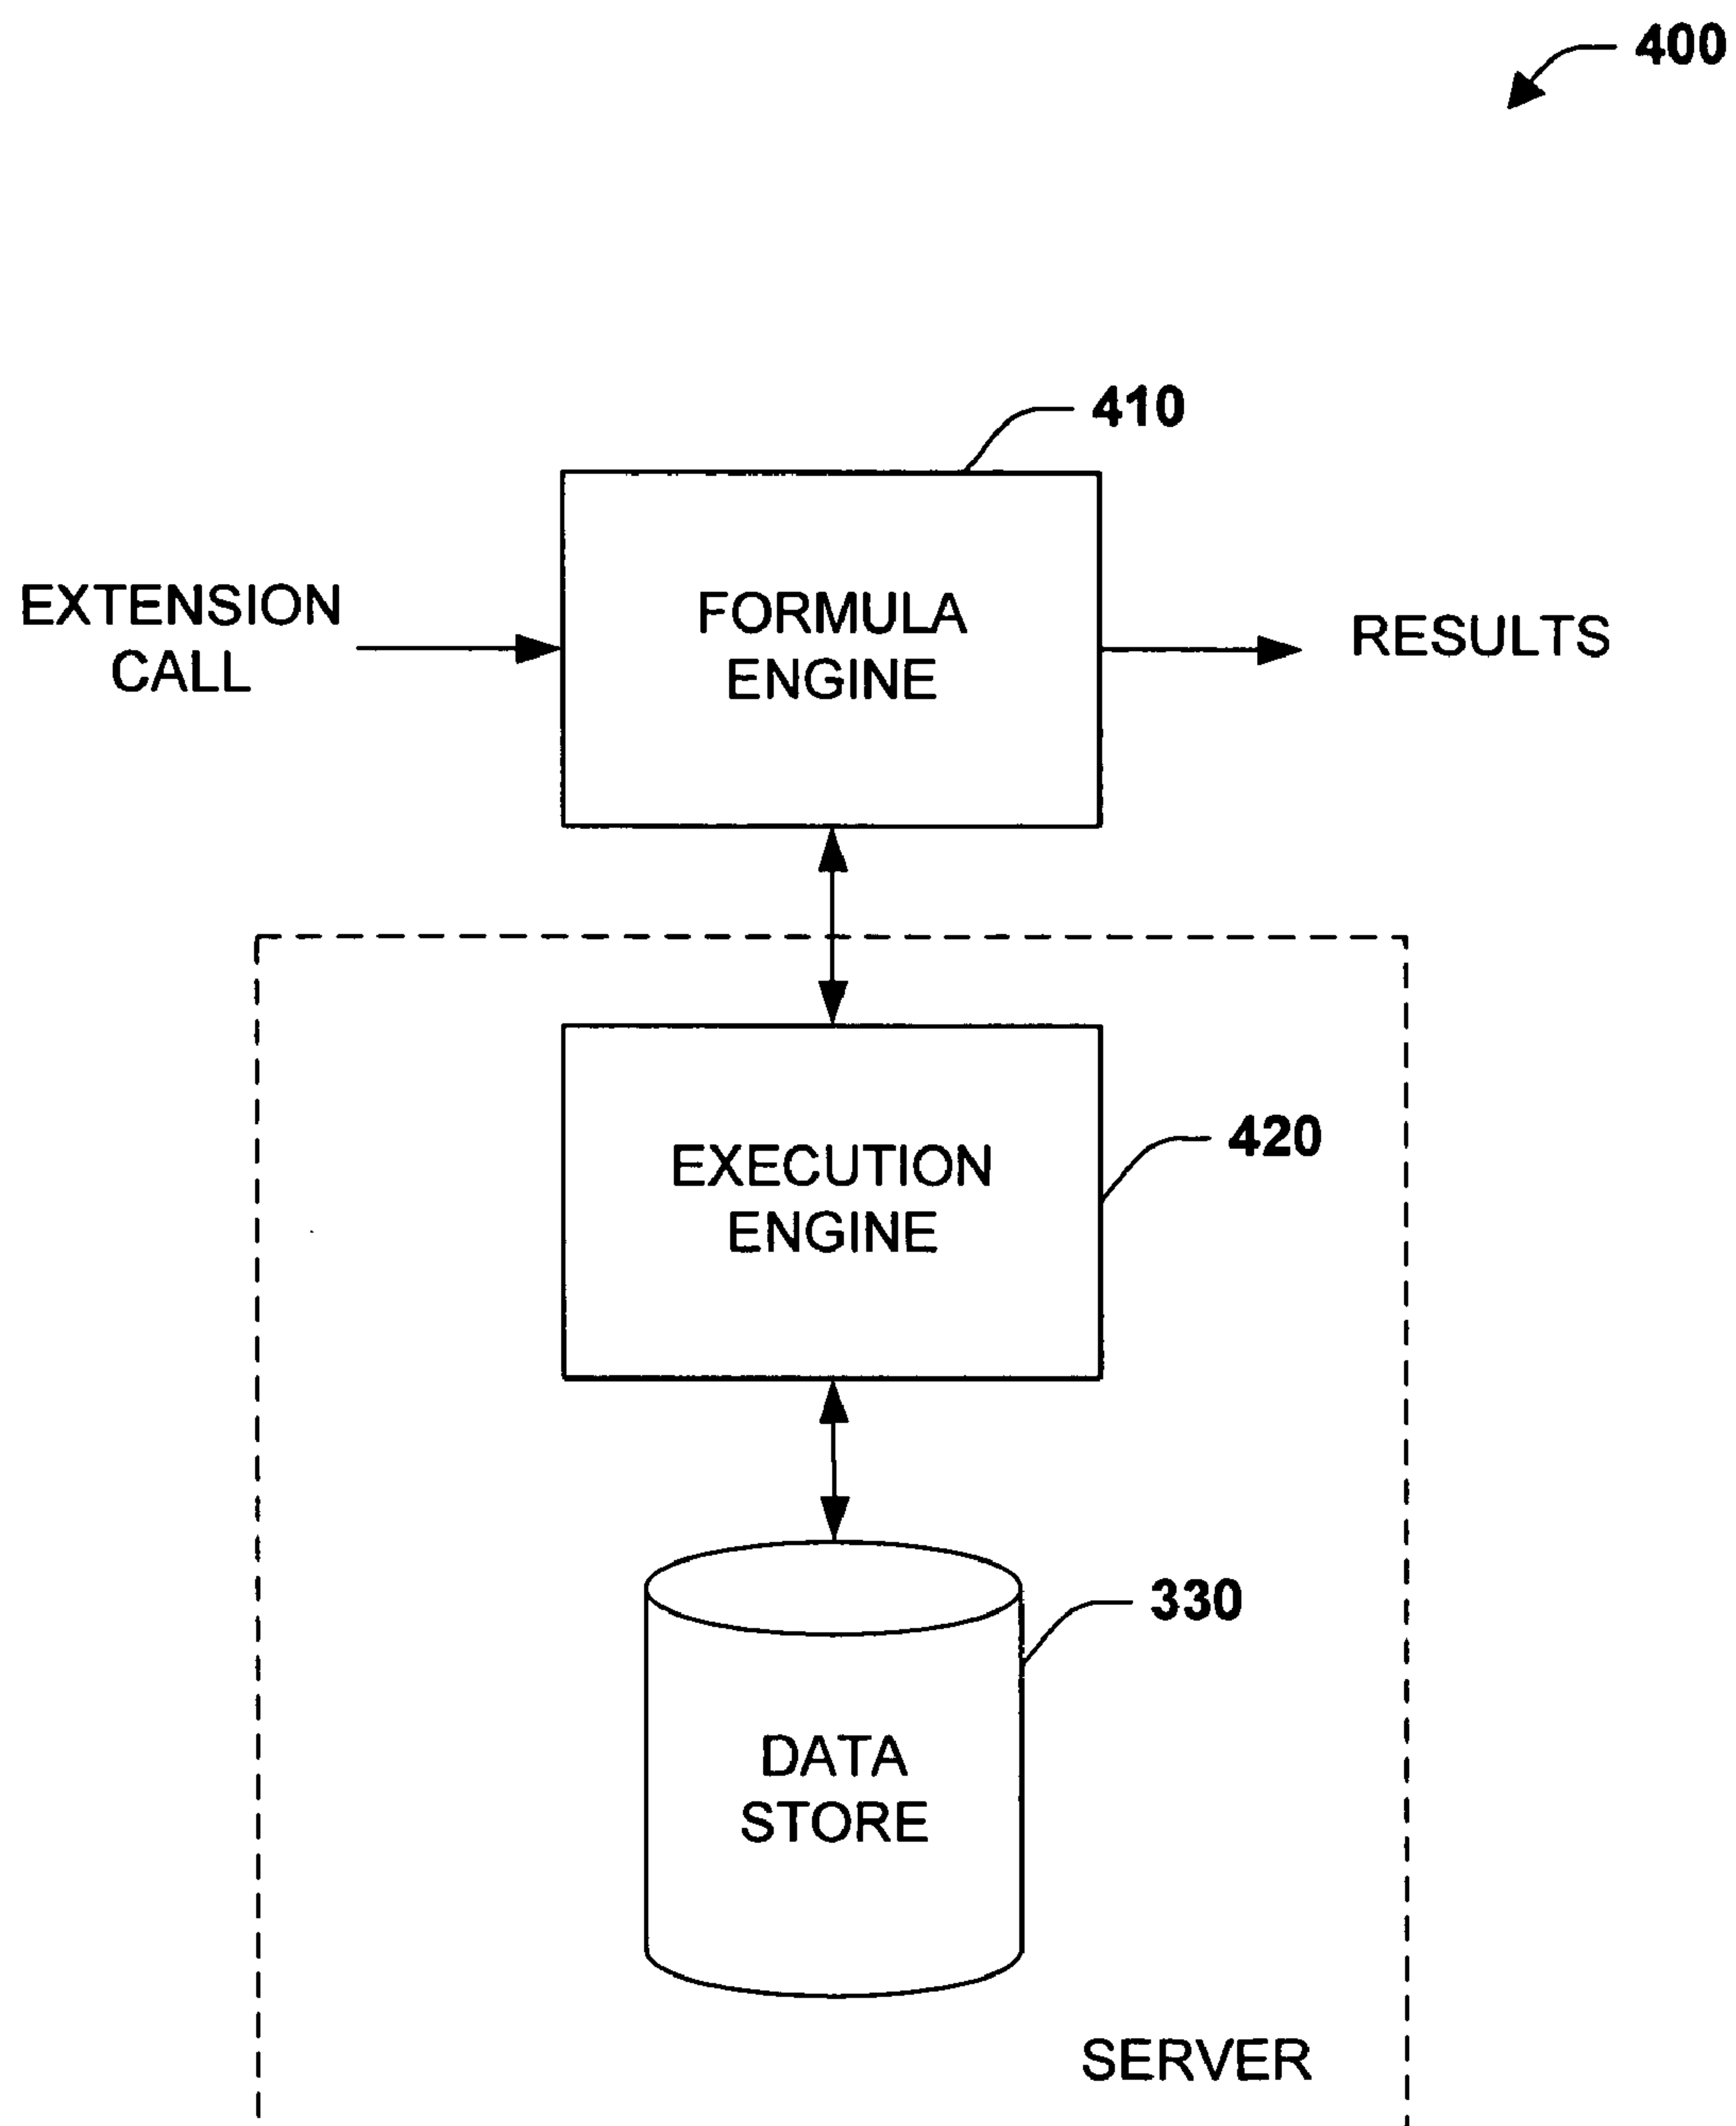 400
410
EXTENSION
CALL
FORMULA
ENGINE
RESULTS
EXECUTION
ENGINE
420
330
DATA
STORE
SERVER